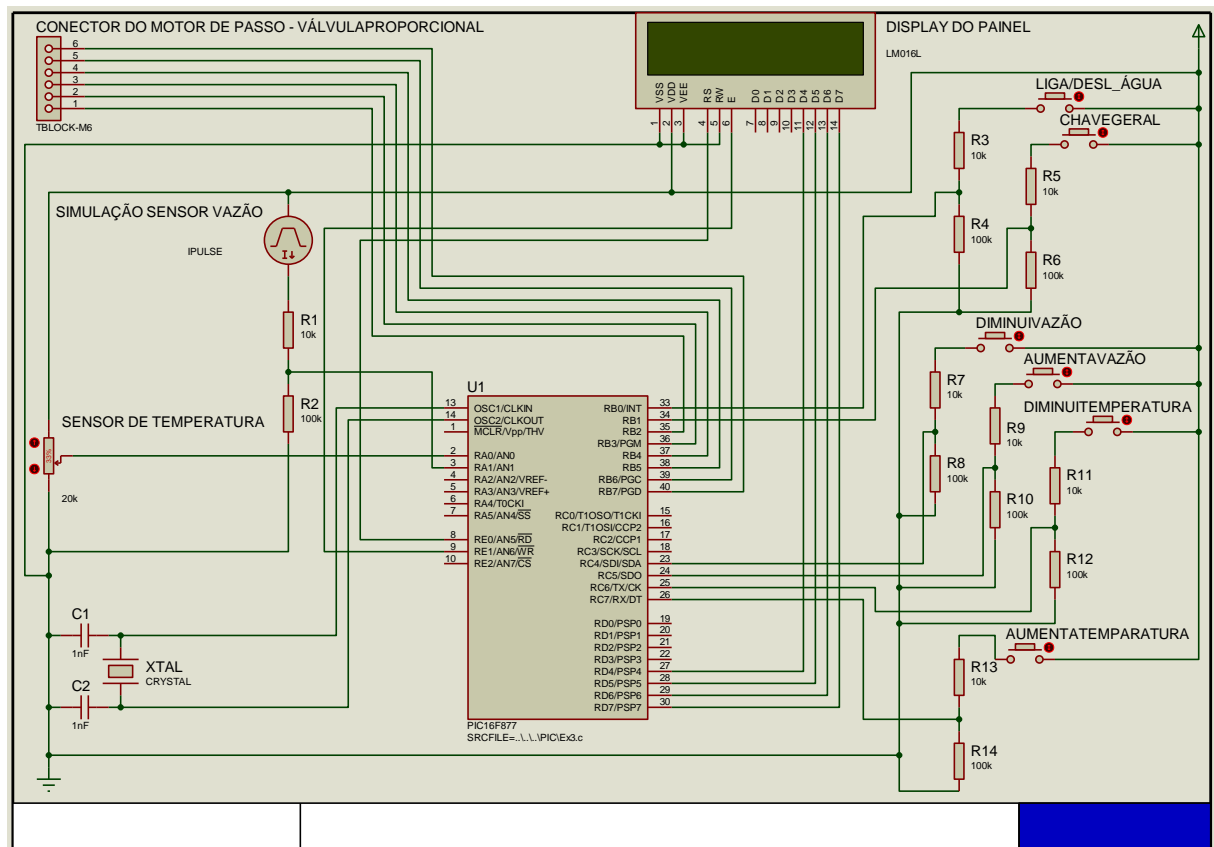 CONECTOR DO MOTOR DE PASSO - VÁLVULAPROPORCIONAL
6
5
4
3
2
1
TBLOCK-M6
DISPLAY DO PAINEL
LM016L
VSS VDD VEE RS RW E D0 D1 D2 D3 D4 D5 D6 D7
1 2 3 4 5 6 7 8 9 10 11 12 13 14
LIGA/DESL_ÁGUA
CHAVEGERAL
R3
10k
R5
10k
R4
100k
R6
100k
SIMULAÇÃO SENSOR VAZÃO
IPULSE
R1
10k
R2
100k
DIMINUIVAZÃO
AUMENTAVAZÃO
DIMINUITEMPERATURA
R7
10k
R9
10k
R8
100k
R11
10k
R10
100k
R12
100k
SENSOR DE TEMPERATURA
33%
20k
U1
13 OSC1/CLKIN RB0/INT 33
14 OSC2/CLKOUT RB1 34
1 MCLR/Vpp/THV RB2 35
RB3/PGM 36
2 RA0/AN0 RB4 37
3 RA1/AN1 RB5 38
4 RA2/AN2/VREF- RB6/PGC 39
5 RA3/AN3/VREF+ RB7/PGD 40
6 RA4/T0CKI
7 RA5/AN4/SS RC0/T1OSO/T1CKI 15
RC1/T1OSI/CCP2 16
8 RE0/AN5/RD RC2/CCP1 17
9 RE1/AN6/WR RC3/SCK/SCL 18
10 RE2/AN7/CS RC4/SDI/SDA 23
RC5/SDO 24
RC6/TX/CK 25
RC7/RX/DT 26
RD0/PSP0 19
RD1/PSP1 20
RD2/PSP2 21
RD3/PSP3 22
RD4/PSP4 27
RD5/PSP5 28
RD6/PSP6 29
RD7/PSP7 30
PIC16F877
SRCFILE=..\..\..\PIC\Ex3.c
C1
1nF
XTAL
CRYSTAL
C2
1nF
AUMENTATEMPARATURA
R13
10k
R14
100k